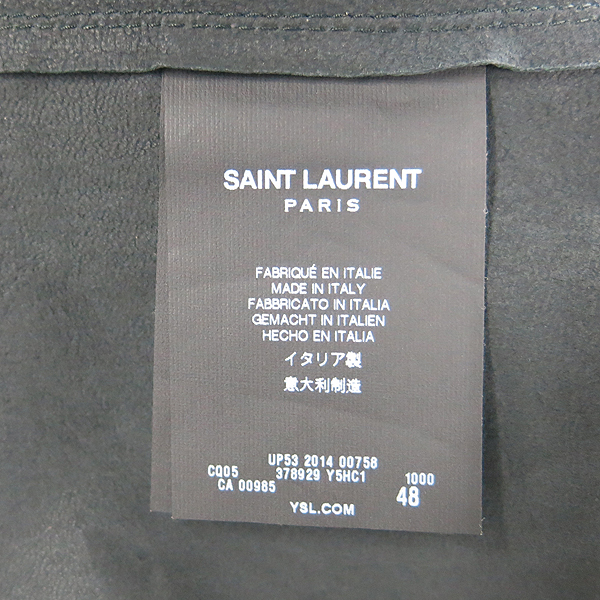 SAINT LAURENT
PARIS
FABRIQUÉ EN ITALIE
MADE IN ITALY
FABBRICATO IN ITALIA
GEMACHT IN ITALIEN
HECHO EN ITALIA
イタリア製
意大利制造
UP53 2014 00758
CQ05 378929 Y5HC1 1000
CA 00985 48
YSL.COM